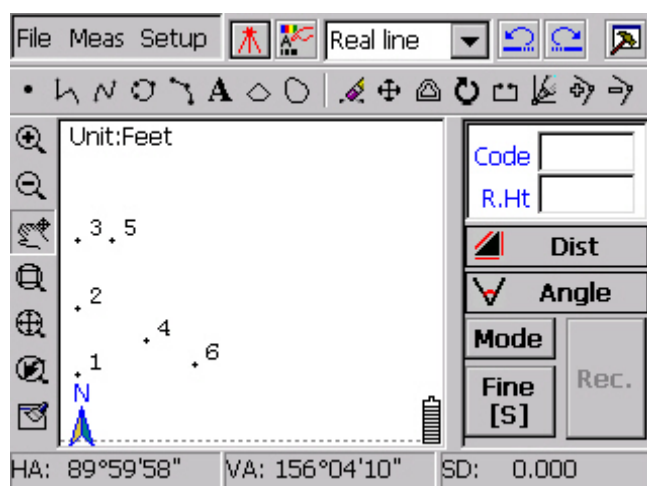 File Meas Setup Real line
A
Unit:Feet
Code
R.Ht
3 5
Dist
2
Angle
4
Mode
6
1
Rec.
Fine
[S]
N
HA: 89°59'58" VA: 156°04'10" SD: 0.000